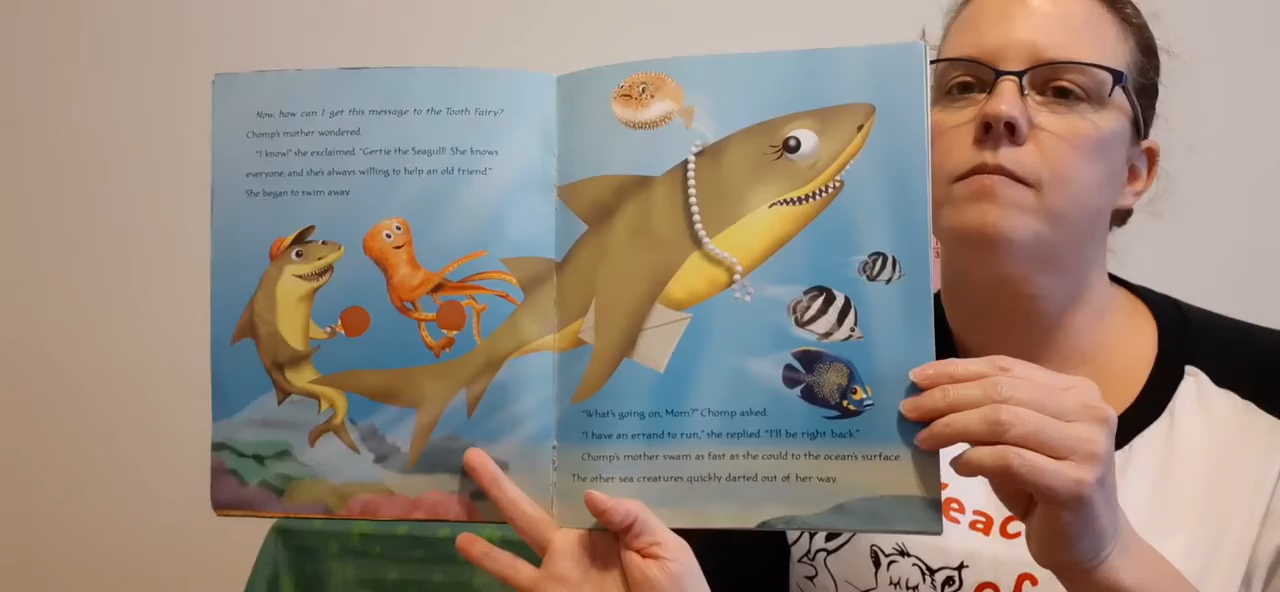 Now, how can I get this message to the Tooth Fairy?
Chomp's mother wondered.
"I know!" she exclaimed. "Gertie the Seagull! She knows
everyone, and she's always willing to help an old friend."
She began to swim away.
"What's going on, Mom?" Chomp asked.
"I have an errand to run," she replied. "I'll be right back."
Chomp's mother swam as fast as she could to the ocean's surface.
The other sea creatures quickly darted out of her way.
of